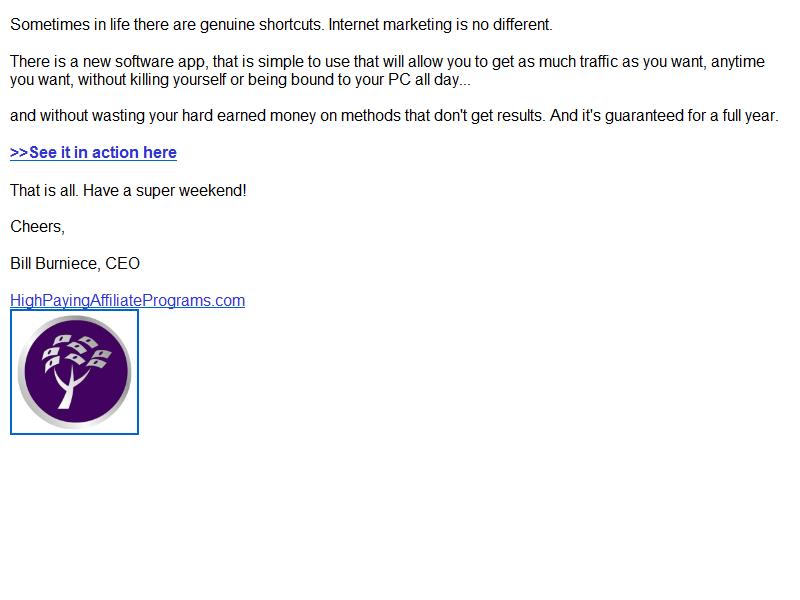 Sometimes in life there are genuine shortcuts. Internet marketing is no different.
There is a new software app, that is simple to use that will allow you to get as much traffic as you want, anytime
you want, without killing yourself or being bound to your PC all day...
and without wasting your hard earned money on methods that don't get results. And it's guaranteed for a full year.
>>See it in action here
That is all. Have a super weekend!
Cheers,
Bill Burniece, CEO
HighPayingAffiliatePrograms.com